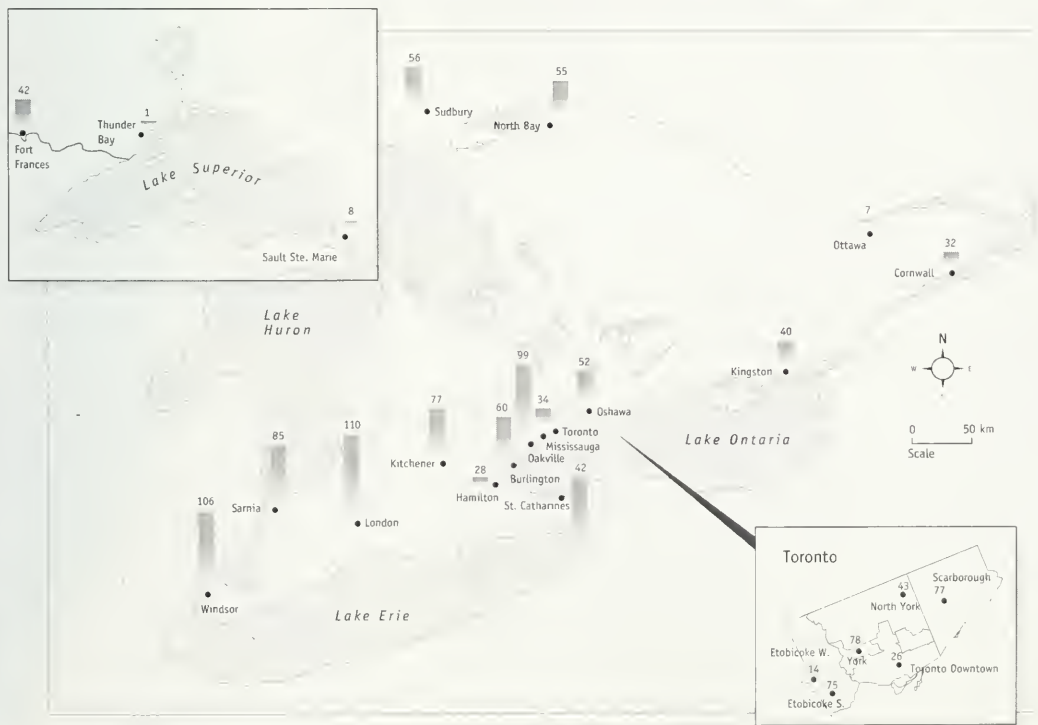 42
Fort
Frances
Thunder
Bay
1
Lake Superior
8
Sault Ste. Marie
56
Sudbury
55
North Bay
7
Ottawa
32
Cornwall
Lake
Huron
40
Kingston
N
W
E
0 50 km
Scale
99
52
Oshawa
60
34
Toronto
Mississauga
Oakville
Burlington
77
Kitchener
28
Hamilton
42
St. Catharines
Lake Ontaria
110
London
85
Sarnia
106
Windsor
Lake Erie
Toronto
Scarborough
77
43
North York
78
York
26
Toronto Downtown
Etobicoke W.
14
75
Etobicoke S.